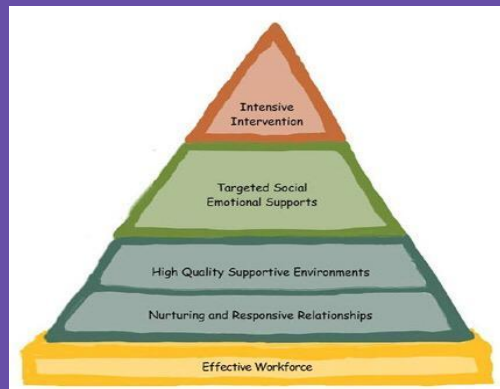 Intensive
Intervention
Targeted Social
Emotional Supports
High Quality Supportive Environments
Nurturing and Responsive Relationships
Effective Workforce